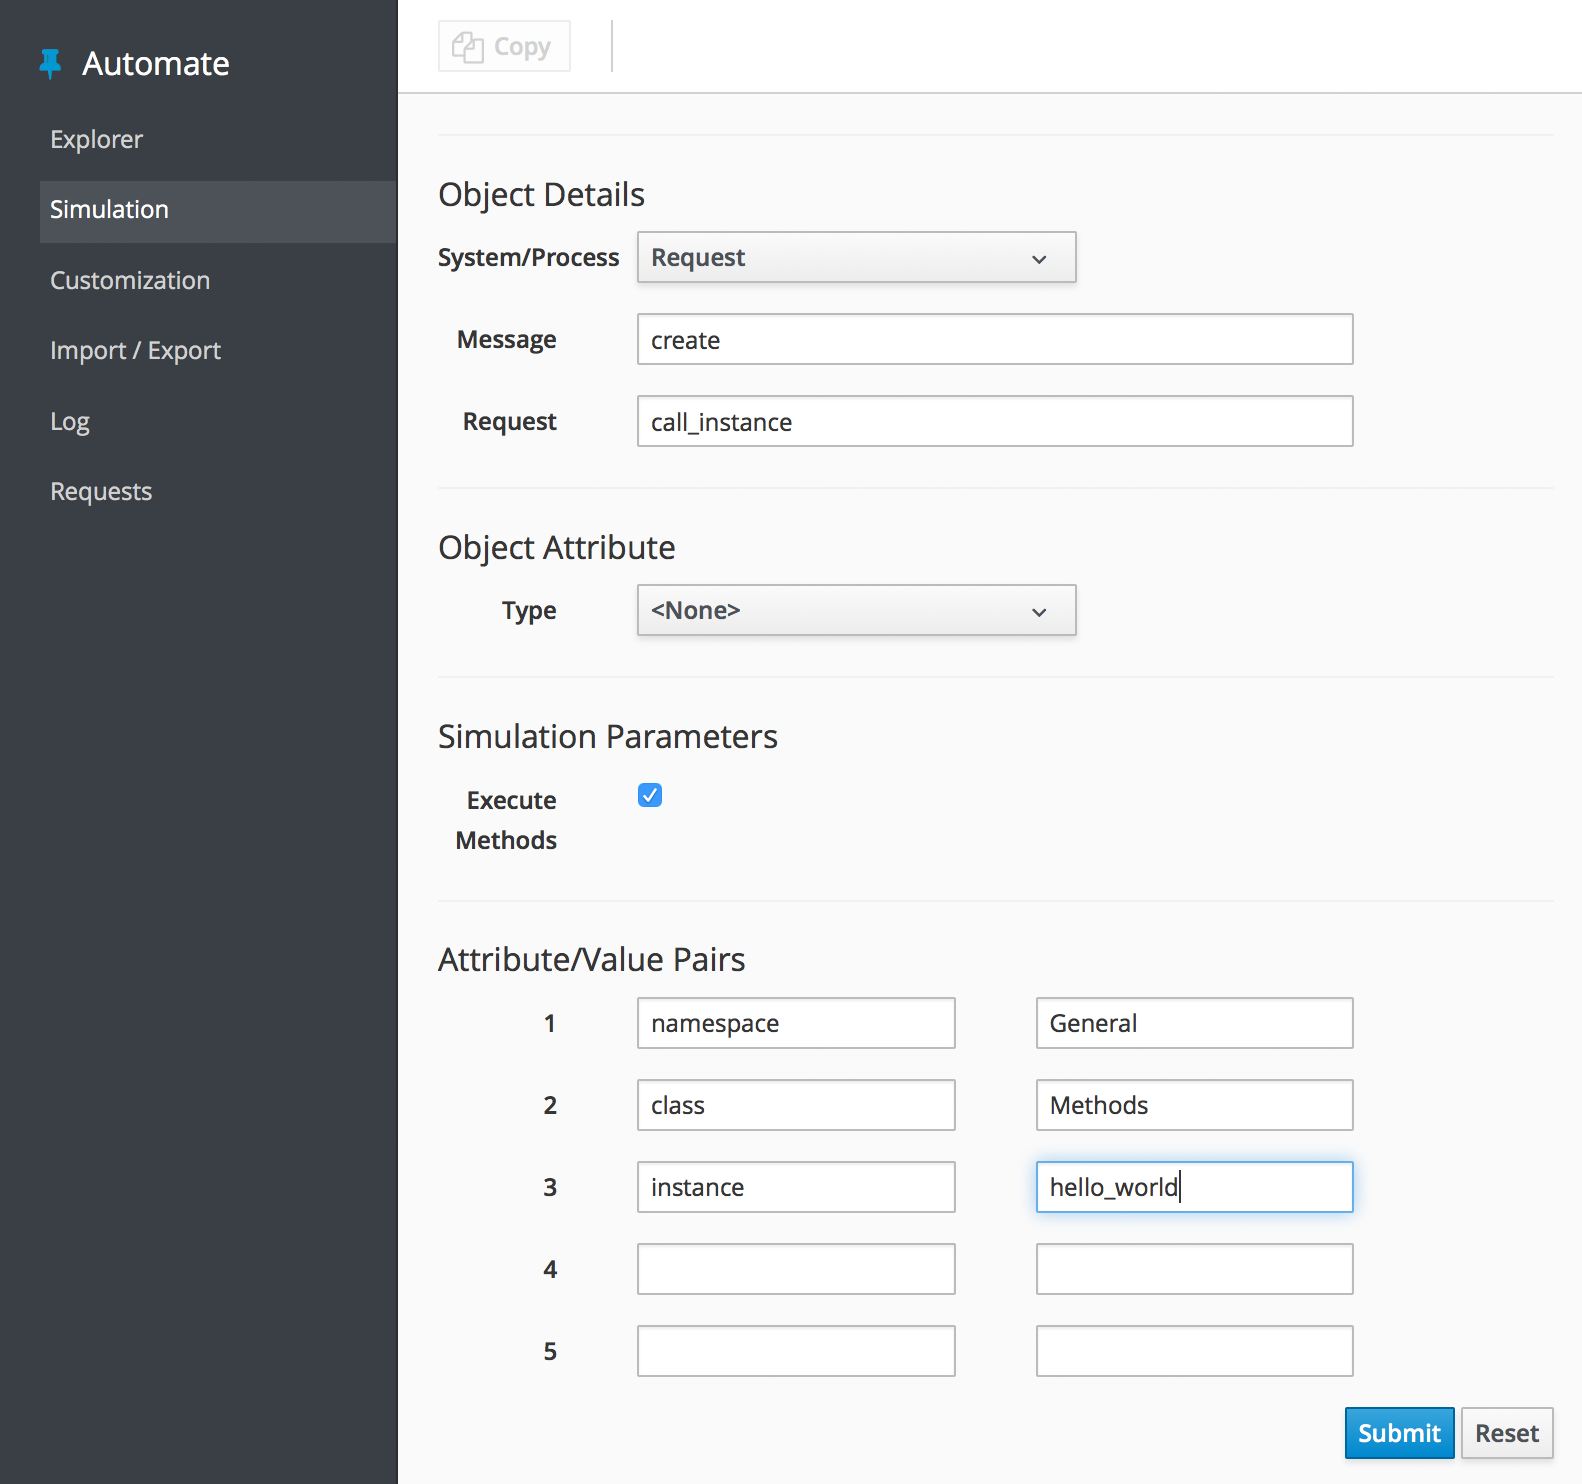 Automate
Explorer
Simulation
Customization
Import / Export
Log
Requests
Copy
Object Details
System/Process Request
Message create
Request call_instance
Object Attribute
Type <None>
Simulation Parameters
Execute
Methods
Attribute/Value Pairs
1 namespace General
2 class Methods
3 instance hello_world
4
5
Submit Reset